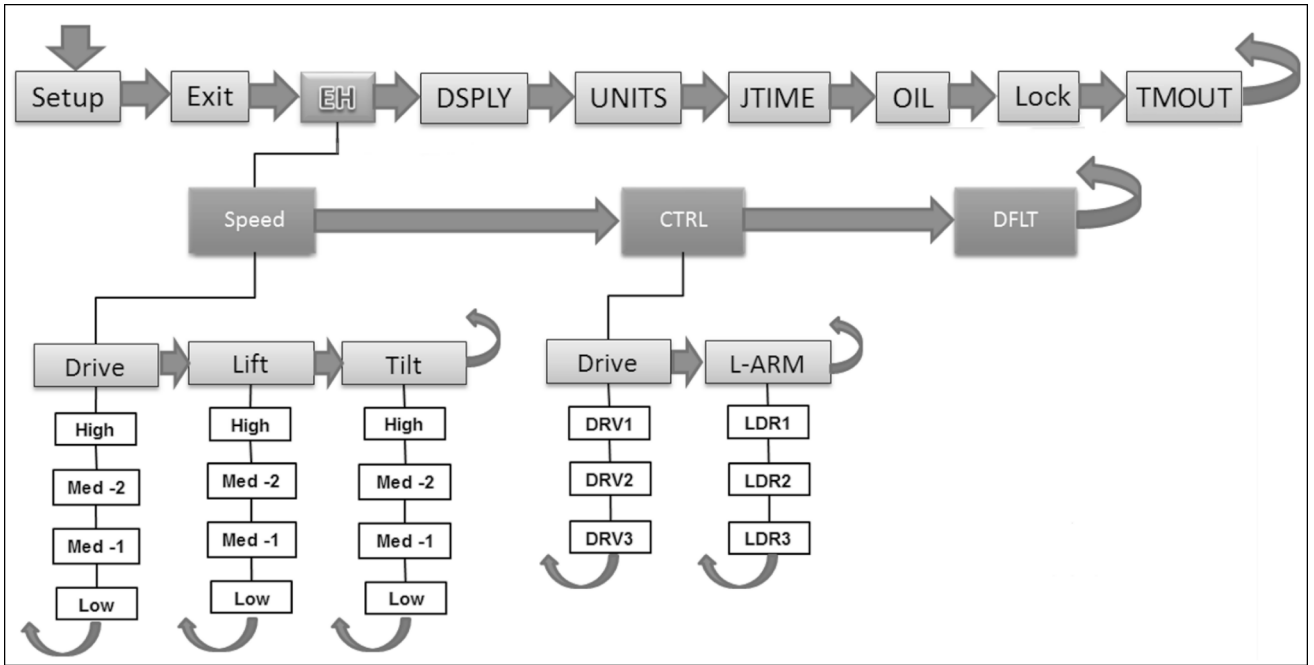 Setup
Exit
EH
DSPLY
UNITS
JTIME
OIL
Lock
TMOUT
Speed
CTRL
DFLT
Drive
Lift
Tilt
Drive
L-ARM
High
High
High
DRV1
LDR1
Med -2
Med -2
Med -2
DRV2
LDR2
Med -1
Med -1
Med -1
DRV3
LDR3
Low
Low
Low